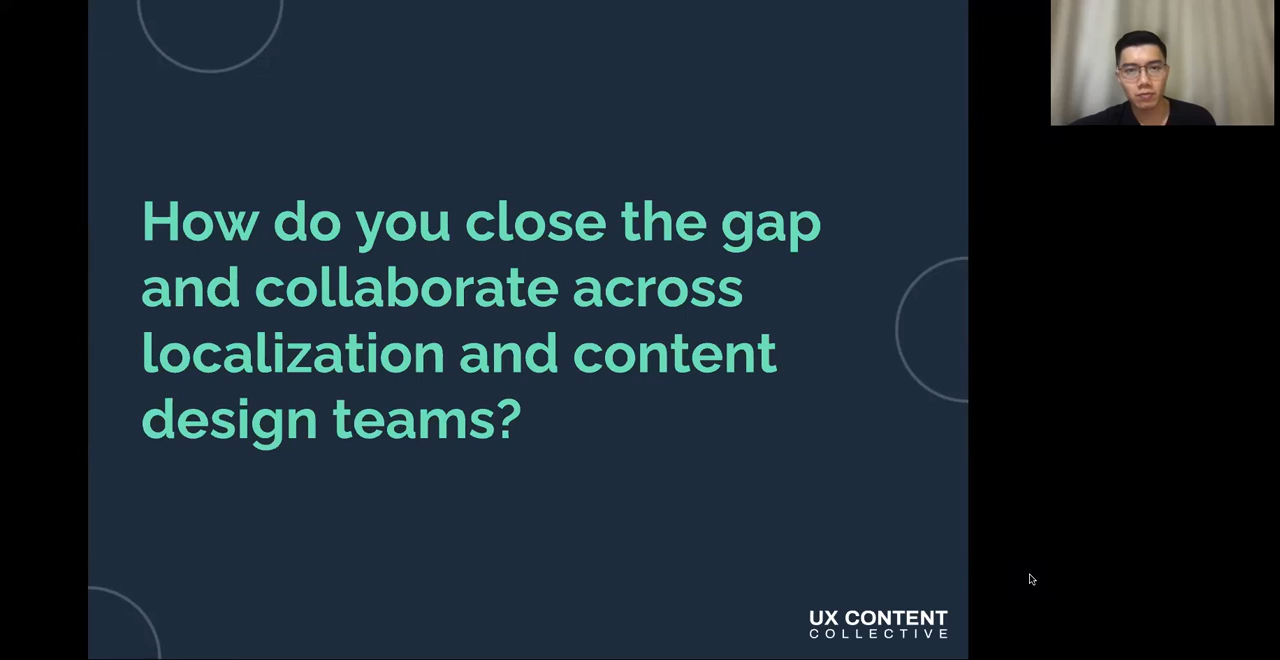 How do you close the gap
and collaborate across
localization and content
design teams?
UX CONTENT
COLLECTIVE